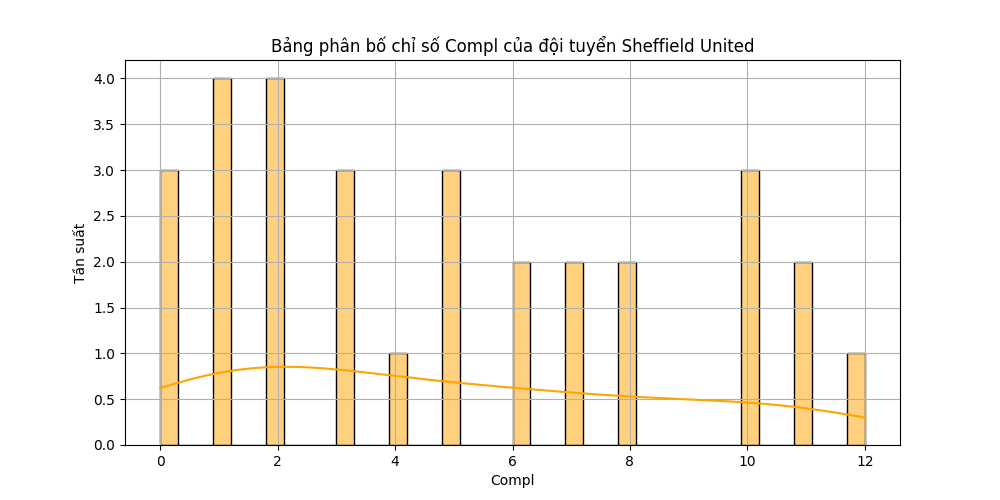 Bảng phân bố chỉ số Compl của đội tuyển Sheffield United
4.0
3.5
3.0
2.5
2.0
1.5
1.0
0.5
0.0
Tần suất
0 2 4 6 8 10 12
Compl